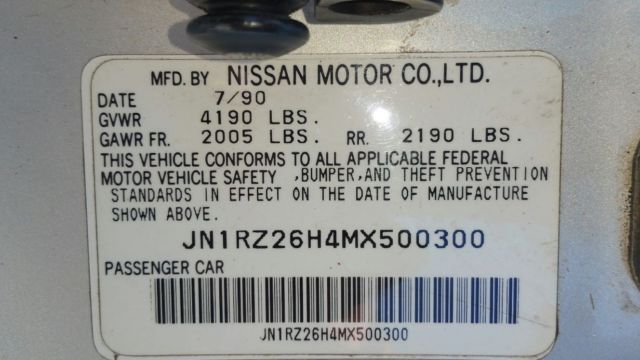 MFD. BY NISSAN MOTOR CO.,LTD.
DATE 7/90
GVWR 4190 LBS.
GAWR FR. 2005 LBS. RR. 2190 LBS.
THIS VEHICLE CONFORMS TO ALL APPLICABLE FEDERAL
MOTOR VEHICLE SAFETY ,BUMPER,AND THEFT PREVENTION
STANDARDS IN EFFECT ON THE DATE OF MANUFACTURE
SHOWN ABOVE.
JN1RZ26H4MX500300
PASSENGER CAR
JN1RZ26H4MX500300